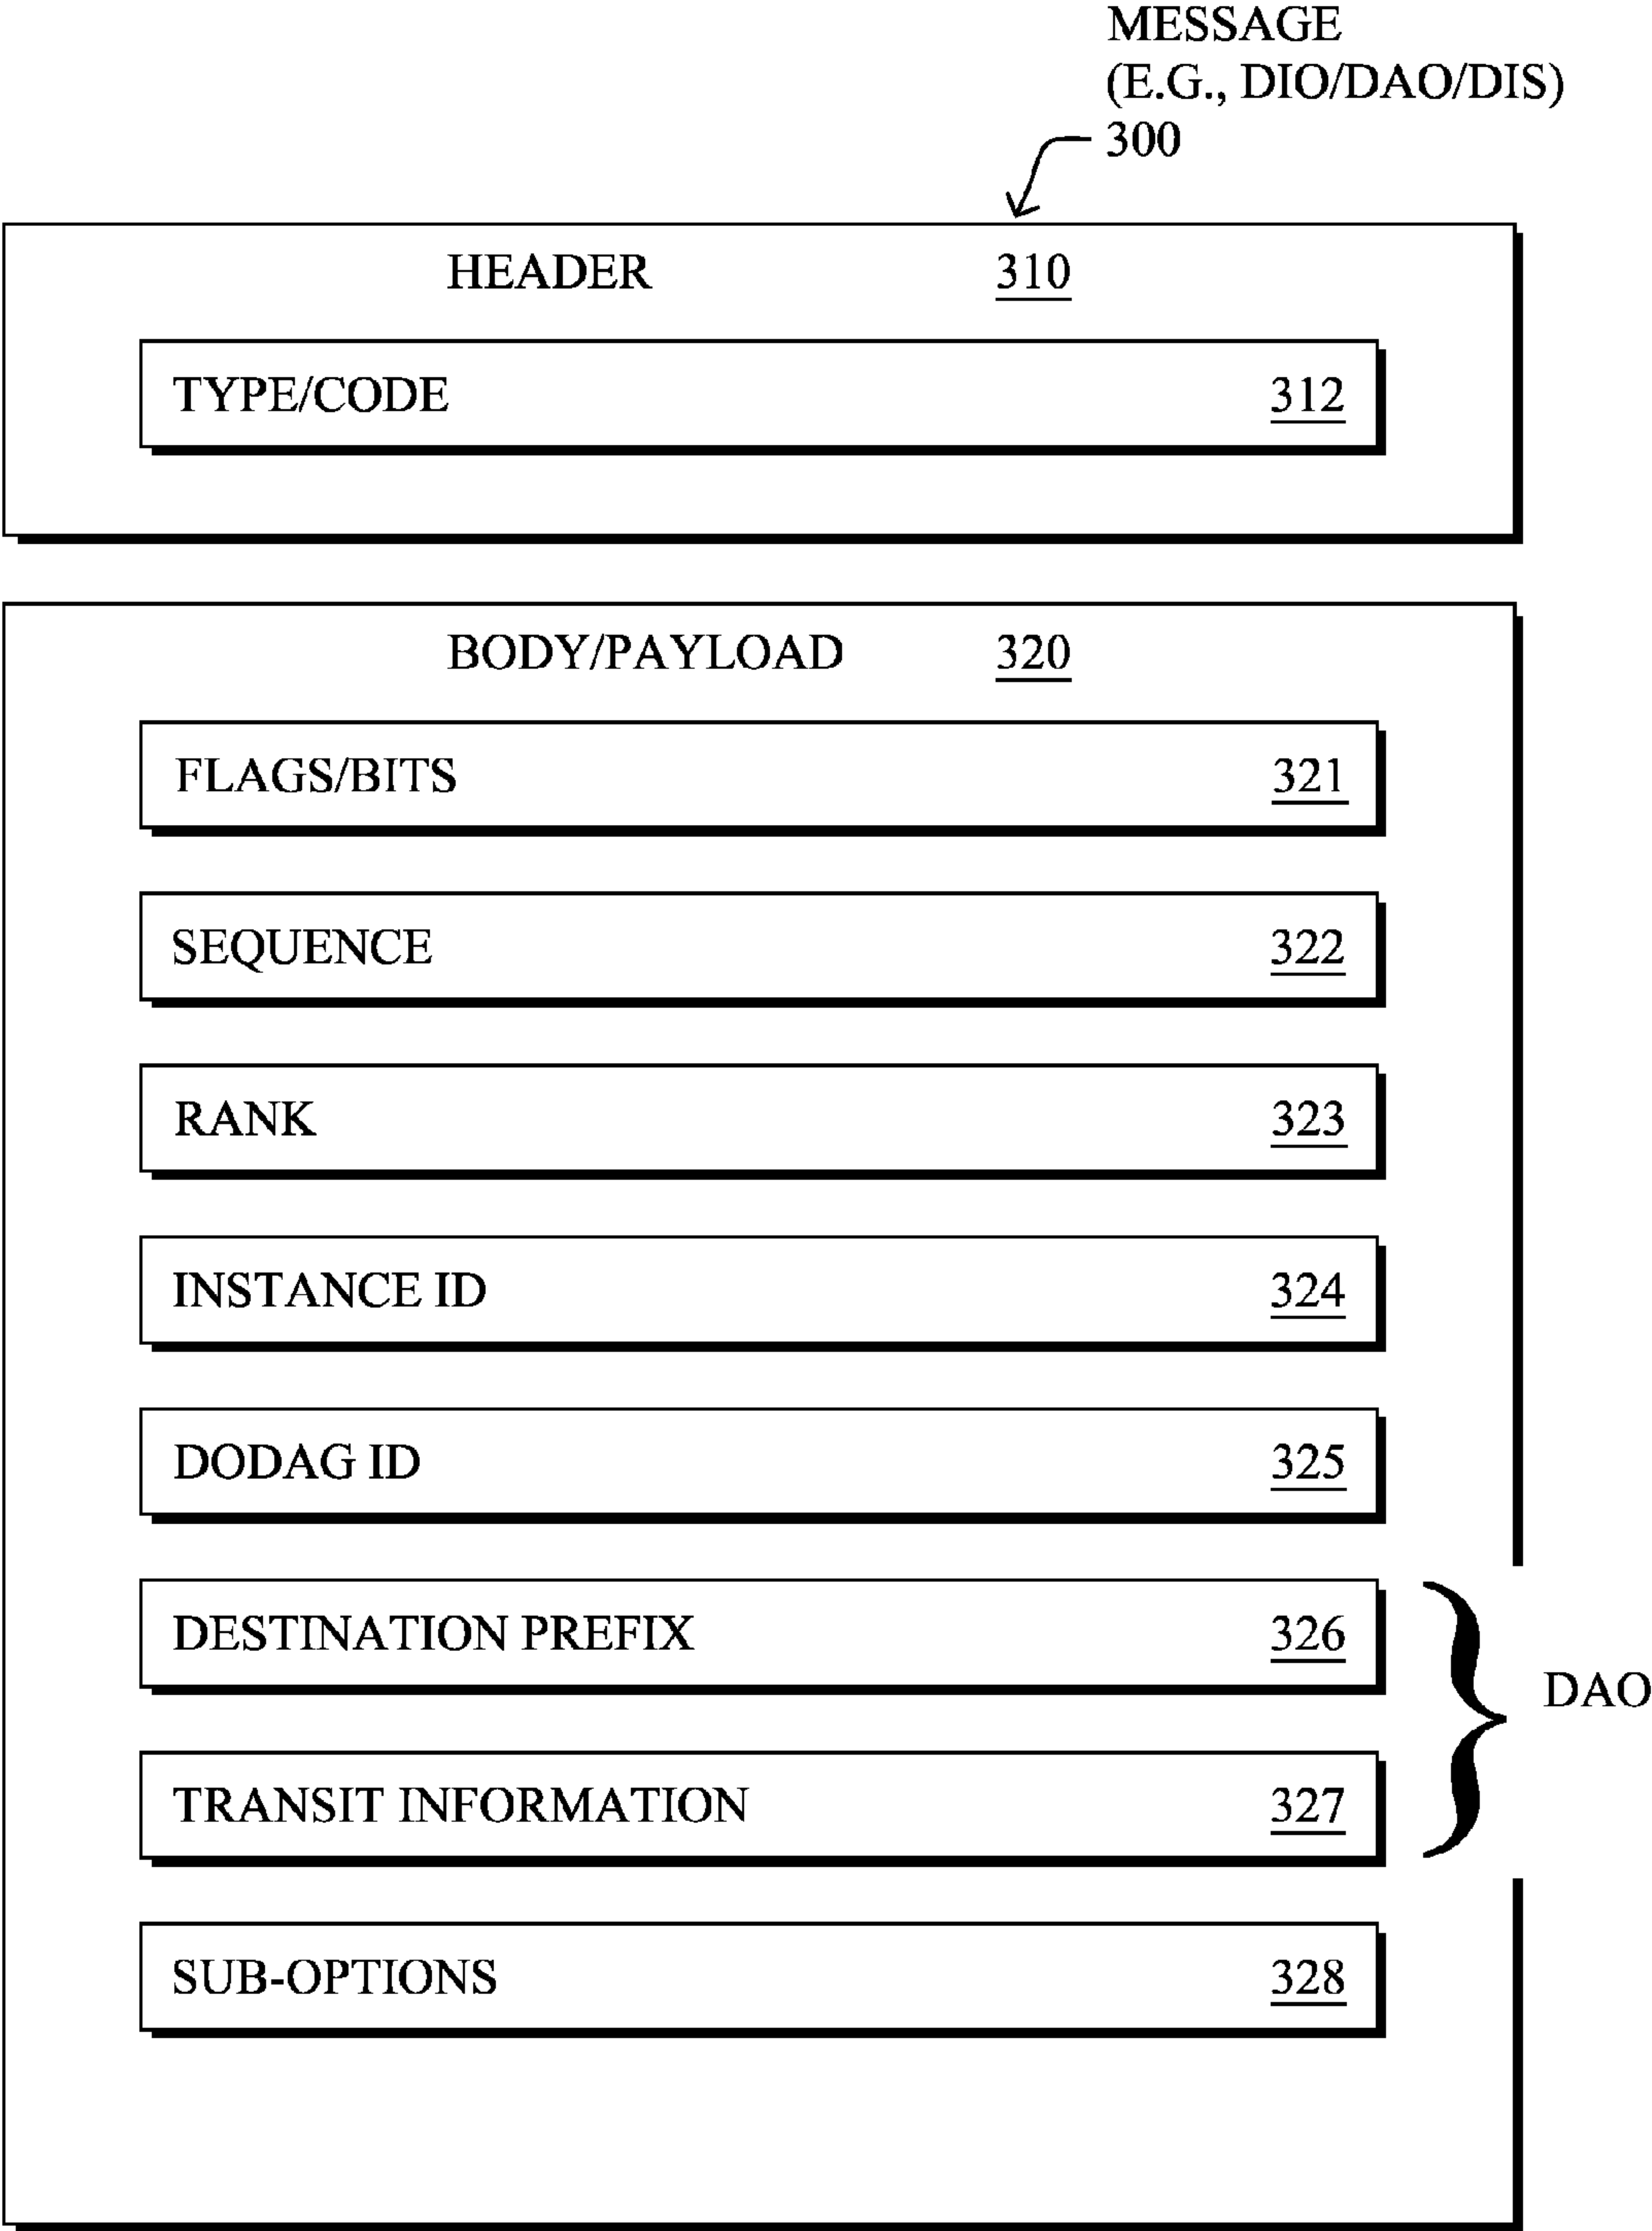 MESSAGE
(E.G., DIO/DAO/DIS)
300
HEADER 310
TYPE/CODE 312
BODY/PAYLOAD 320
FLAGS/BITS 321
SEQUENCE 322
RANK 323
INSTANCE ID 324
DODAG ID 325
DESTINATION PREFIX 326
DAO
TRANSIT INFORMATION 327
SUB-OPTIONS 328